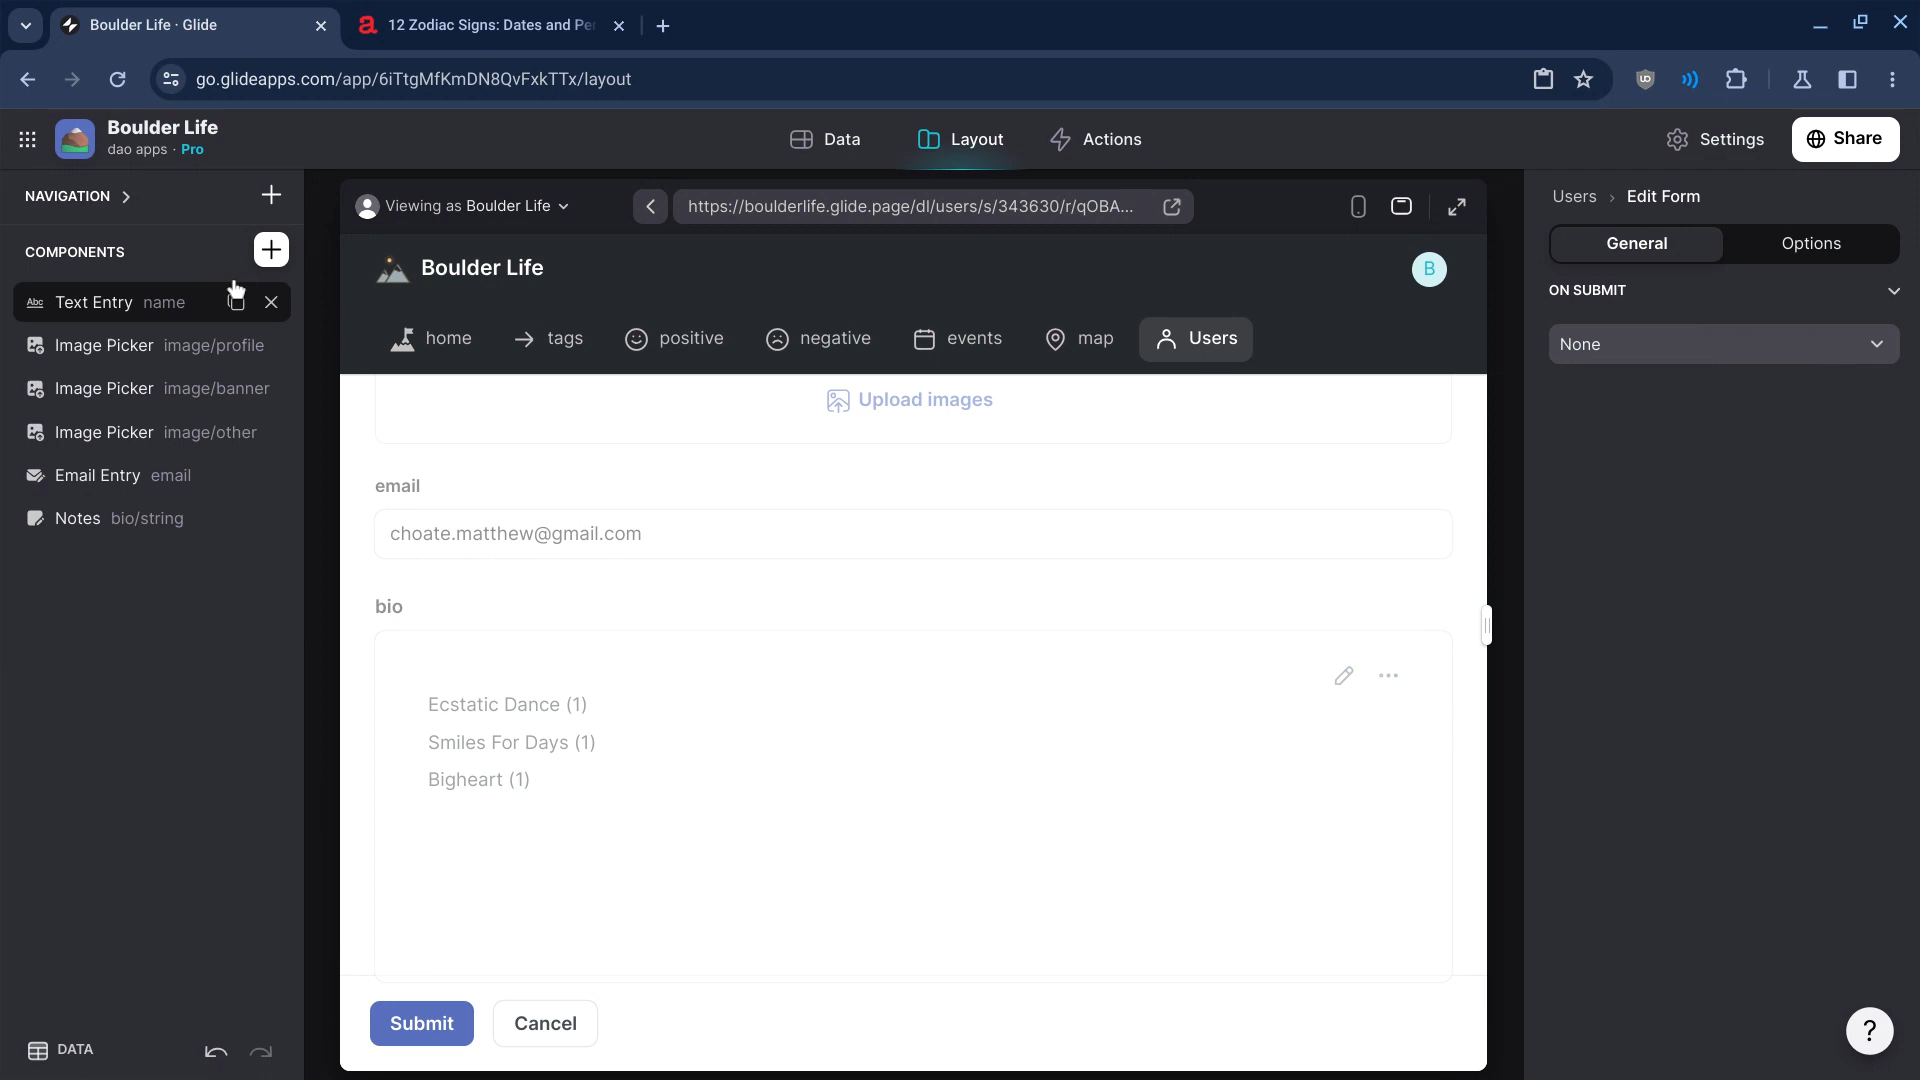 Boulder Life · Glide
12 Zodiac Signs: Dates and Per
go.glideapps.com/app/6iTtgMfKmDN8QvFxkTTx/layout
Boulder Life
dao apps · Pro
Data
Layout
Actions
Settings
Share
NAVIGATION
COMPONENTS
Abc Text Entry name
Image Picker image/profile
Image Picker image/banner
Image Picker image/other
Email Entry email
Notes bio/string
DATA
Viewing as Boulder Life
https://boulderlife.glide.page/dl/users/s/343630/r/qOBA...
Boulder Life
B
home
tags
positive
negative
events
map
Users
Upload images
email
choate.matthew@gmail.com
bio
Ecstatic Dance (1)
Smiles For Days (1)
Bigheart (1)
Submit
Cancel
Users › Edit Form
General
Options
ON SUBMIT
None
?